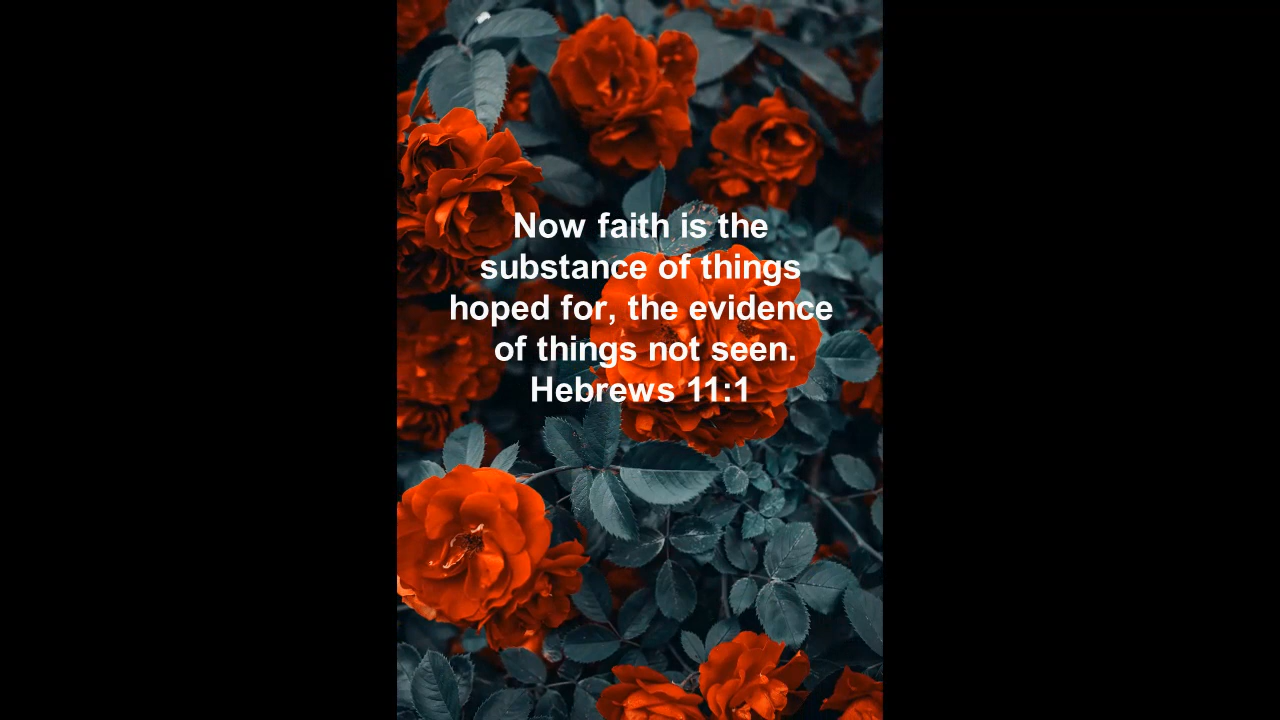 Now faith is the
substance of things
hoped for, the evidence
of things not seen.
Hebrews 11:1